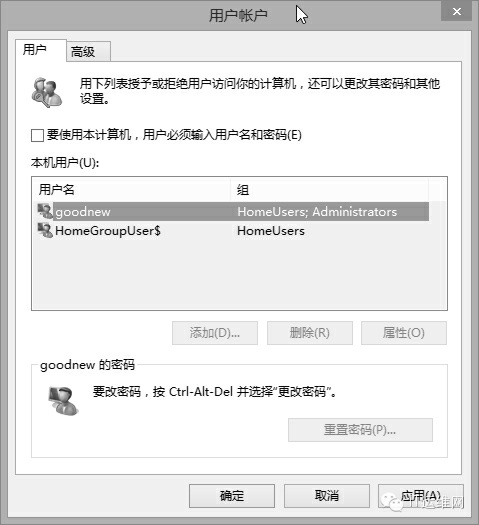 用户帐户
用户
高级
用下列表授予或拒绝用户访问你的计算机，还可以更改其密码和其他
设置。
要使用本计算机，用户必须输入用户名和密码(E)
本机用户(U):
用户名 组
goodnew HomeUsers; Administrators
HomeGroupUser$ HomeUsers
添加(D)... 删除(R) 属性(O)
goodnew 的密码
要改密码，按 Ctrl-Alt-Del 并选择“更改密码”。
重置密码(P)...
确定 取消 应用(A)
IT运维网